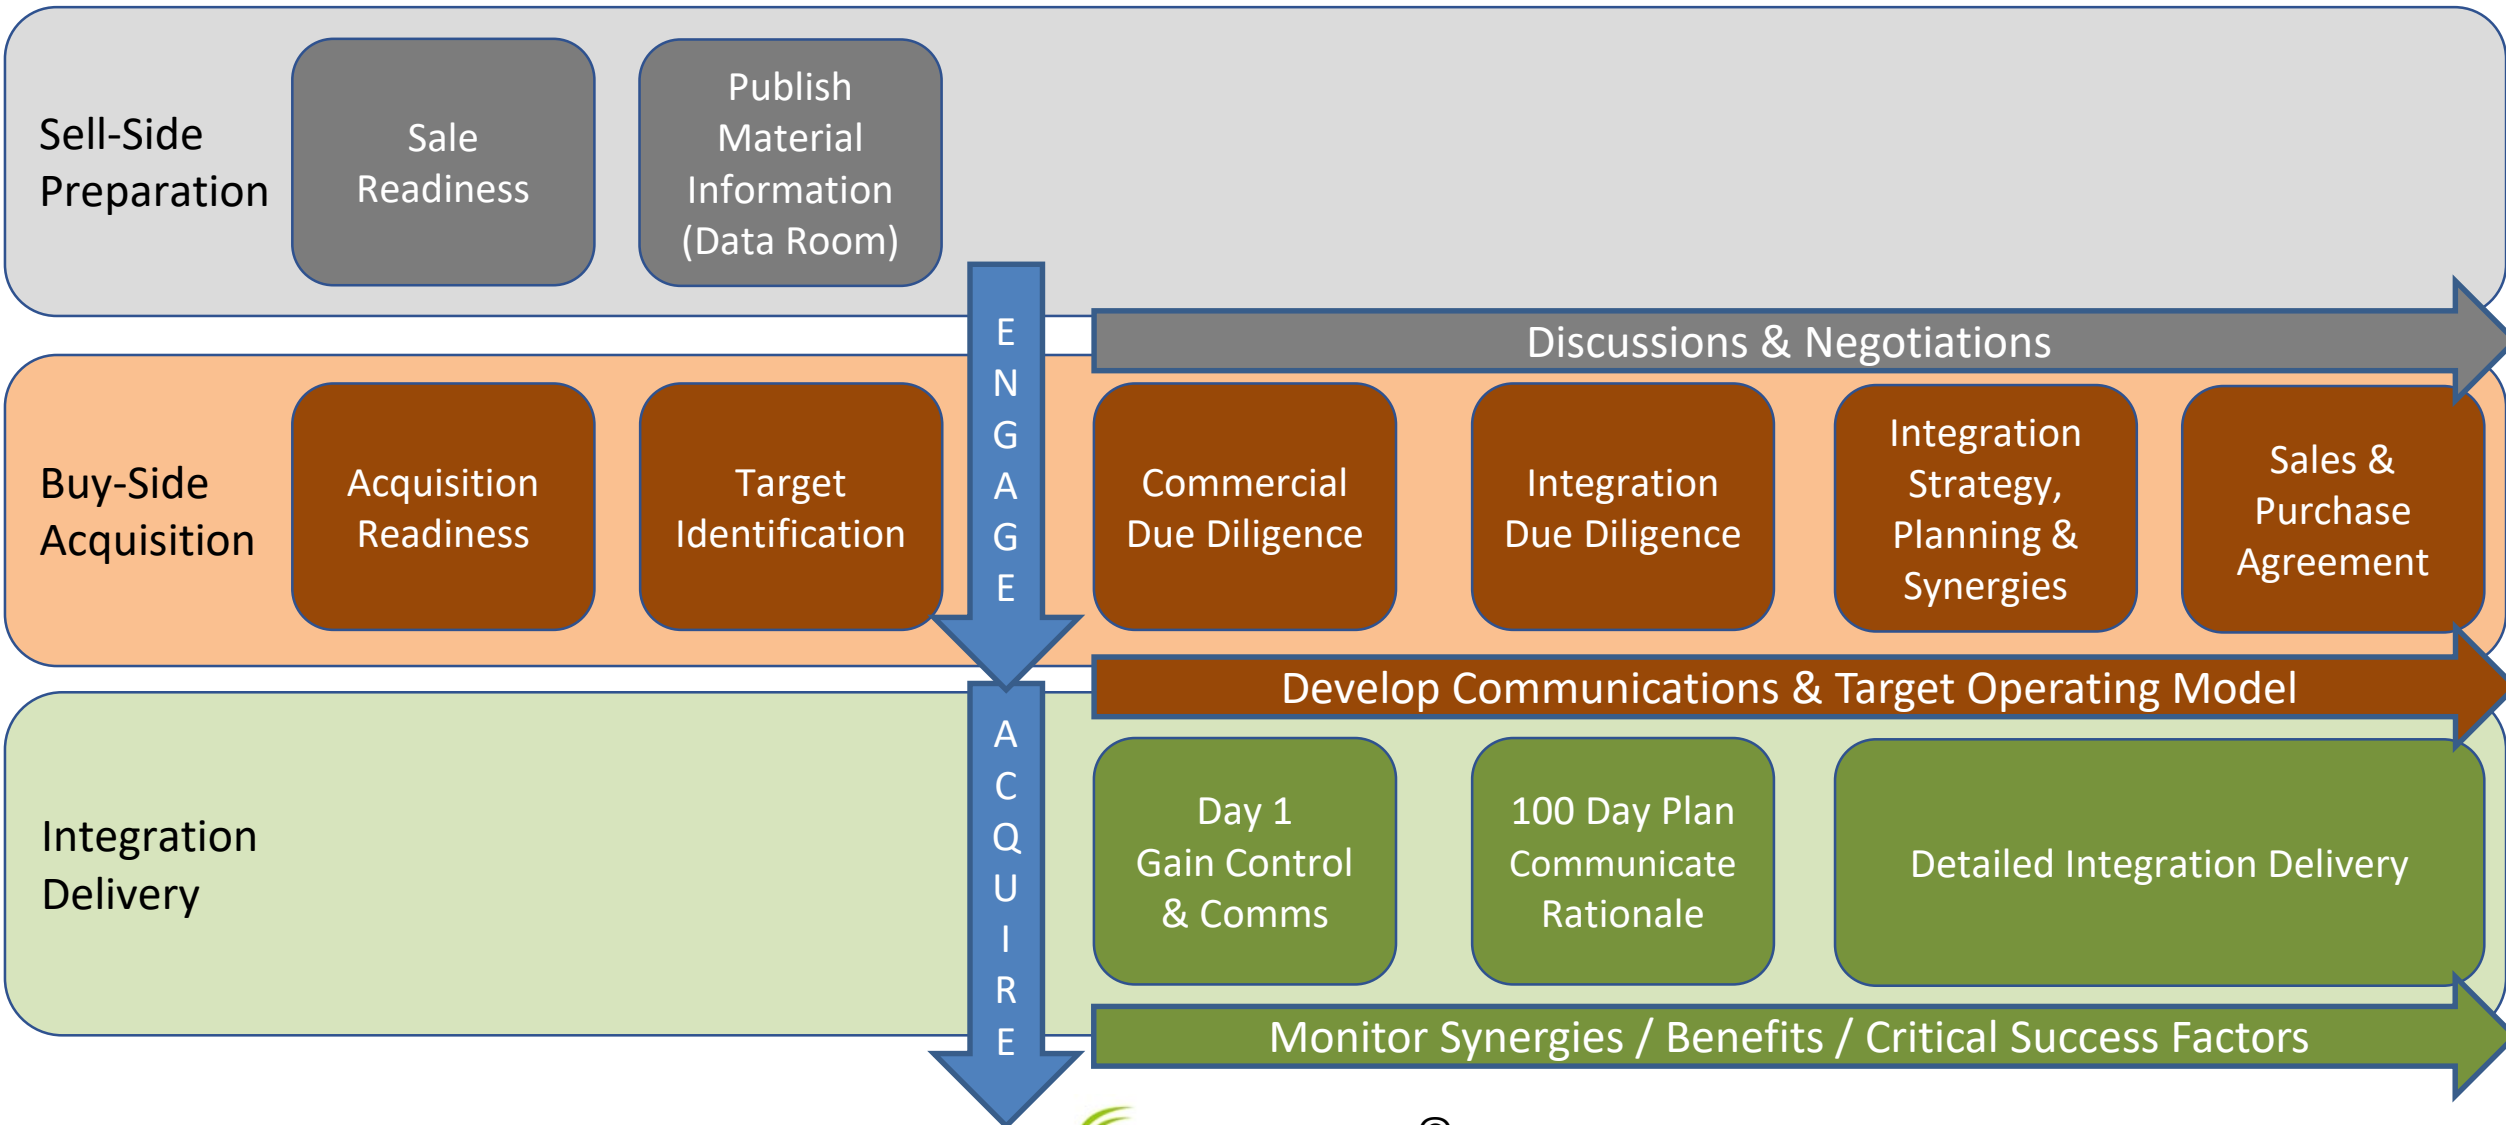 Sell-Side
Preparation
Sale
Readiness
Publish
Material
Information
(Data Room)
ENGAGE
Discussions & Negotiations
Buy-Side
Acquisition
Acquisition
Readiness
Target
Identification
Commercial
Due Diligence
Integration
Due Diligence
Integration
Strategy,
Planning &
Synergies
Sales &
Purchase
Agreement
ACQUIRE
Develop Communications & Target Operating Model
Integration
Delivery
Day 1
Gain Control
& Comms
100 Day Plan
Communicate
Rationale
Detailed Integration Delivery
Monitor Synergies / Benefits / Critical Success Factors